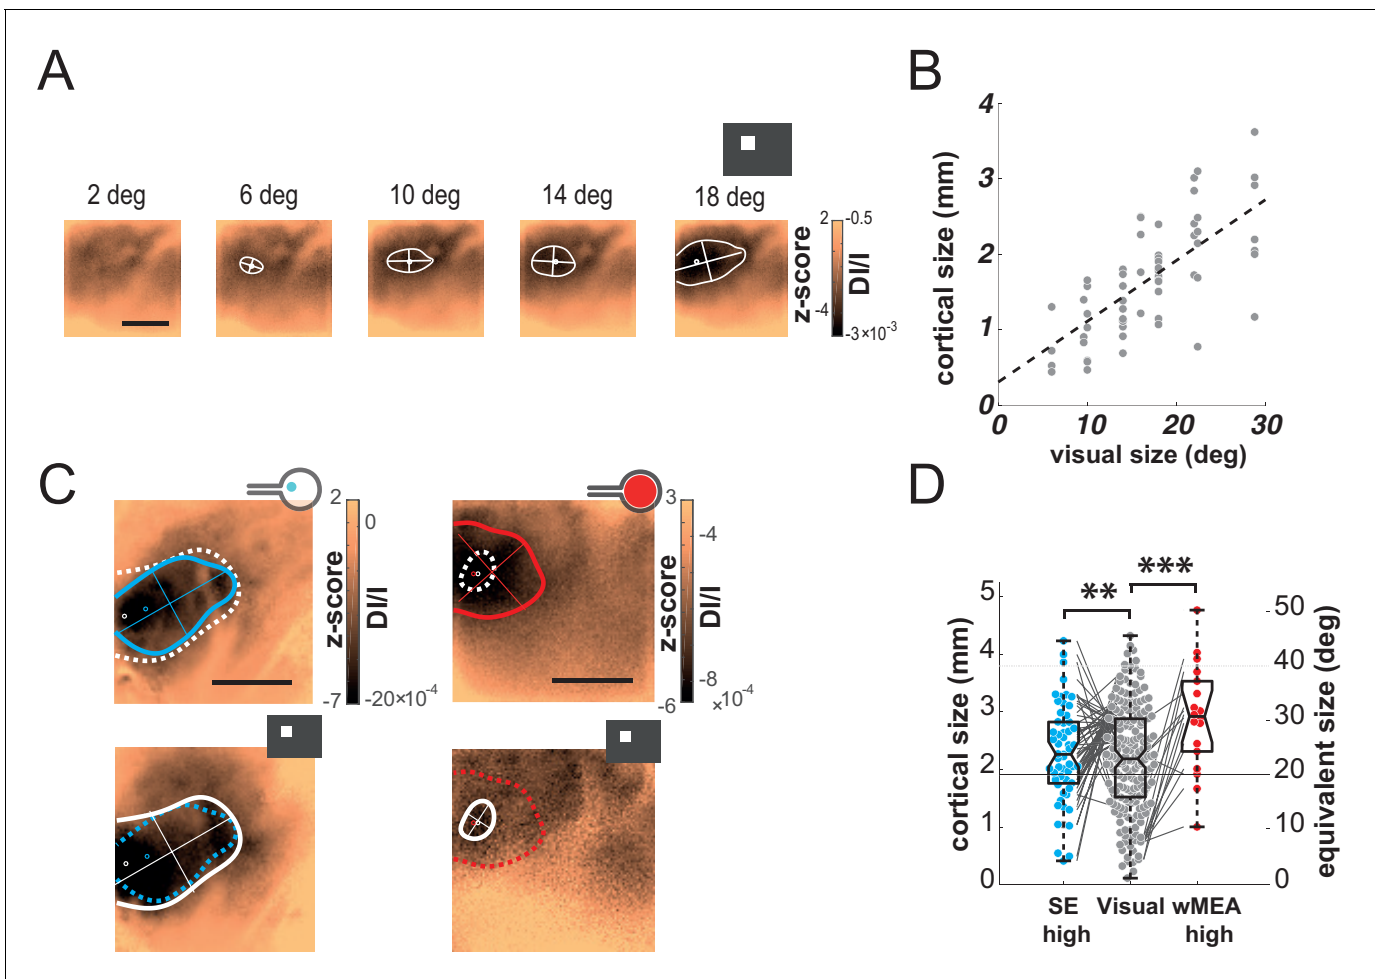 A
2 deg
6 deg
10 deg
14 deg
18 deg
2
-0.5
z-score
DI/I
-4
-3×10⁻³
B
4
3
2
1
0
cortical size (mm)
0
10
20
30
visual size (deg)
C
2
0
z-score
DI/I
-7
-20×10⁻⁴
3
-4
z-score
DI/I
-8
-6
×10⁻⁴
D
**
***
5
4
3
2
1
0
cortical size (mm)
50
40
30
20
10
0
equivalent size (deg)
SE high
Visual
wMEA high